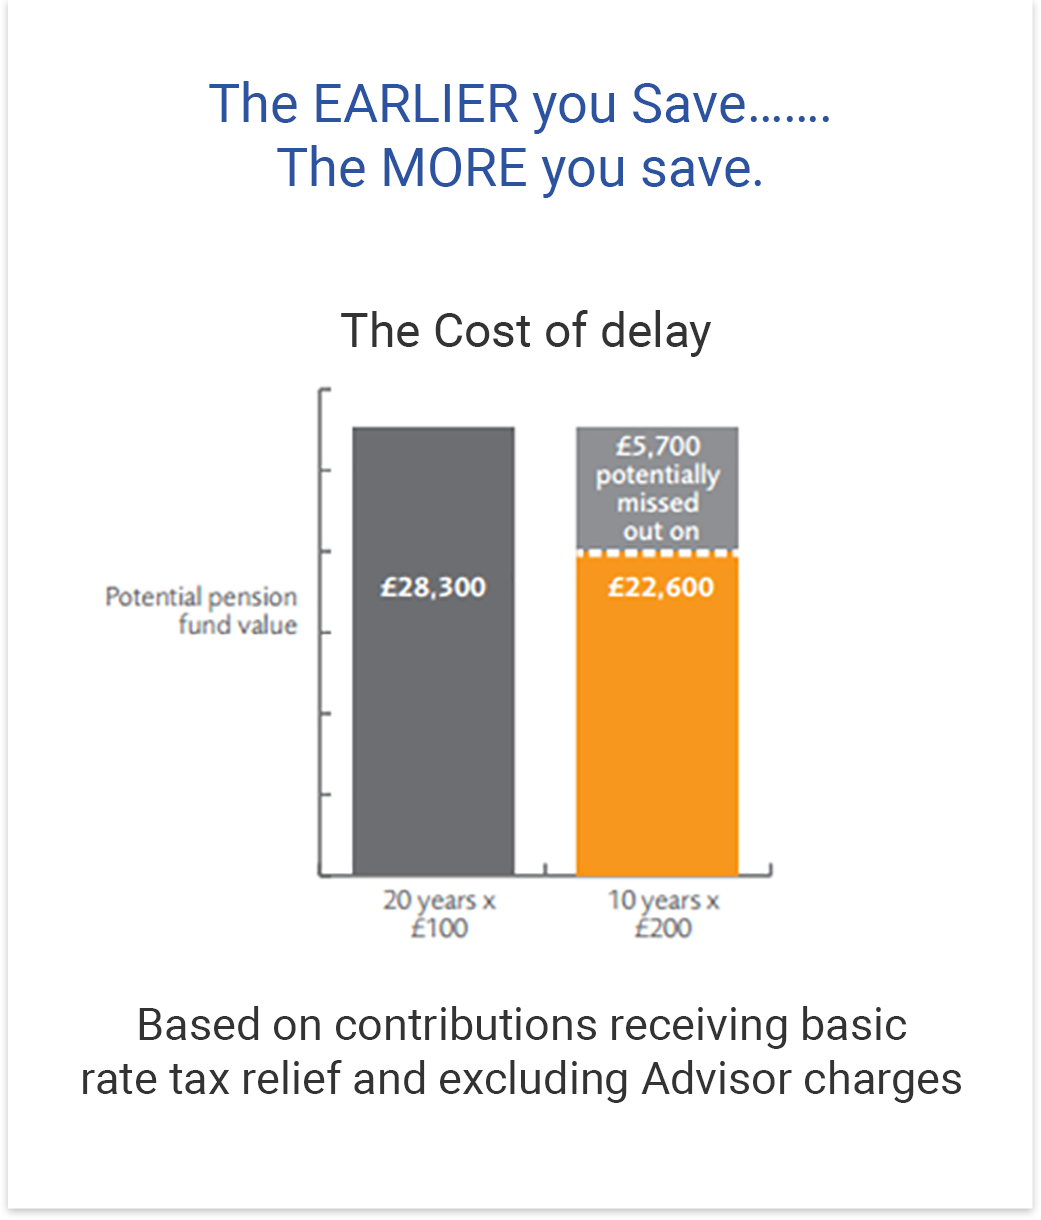 The EARLIER you Save.......
The MORE you save.
The Cost of delay
£5,700
potentially
missed
out on
£28,300
£22,600
Potential pension
fund value
20 years x
£100
10 years x
£200
Based on contributions receiving basic
rate tax relief and excluding Advisor charges